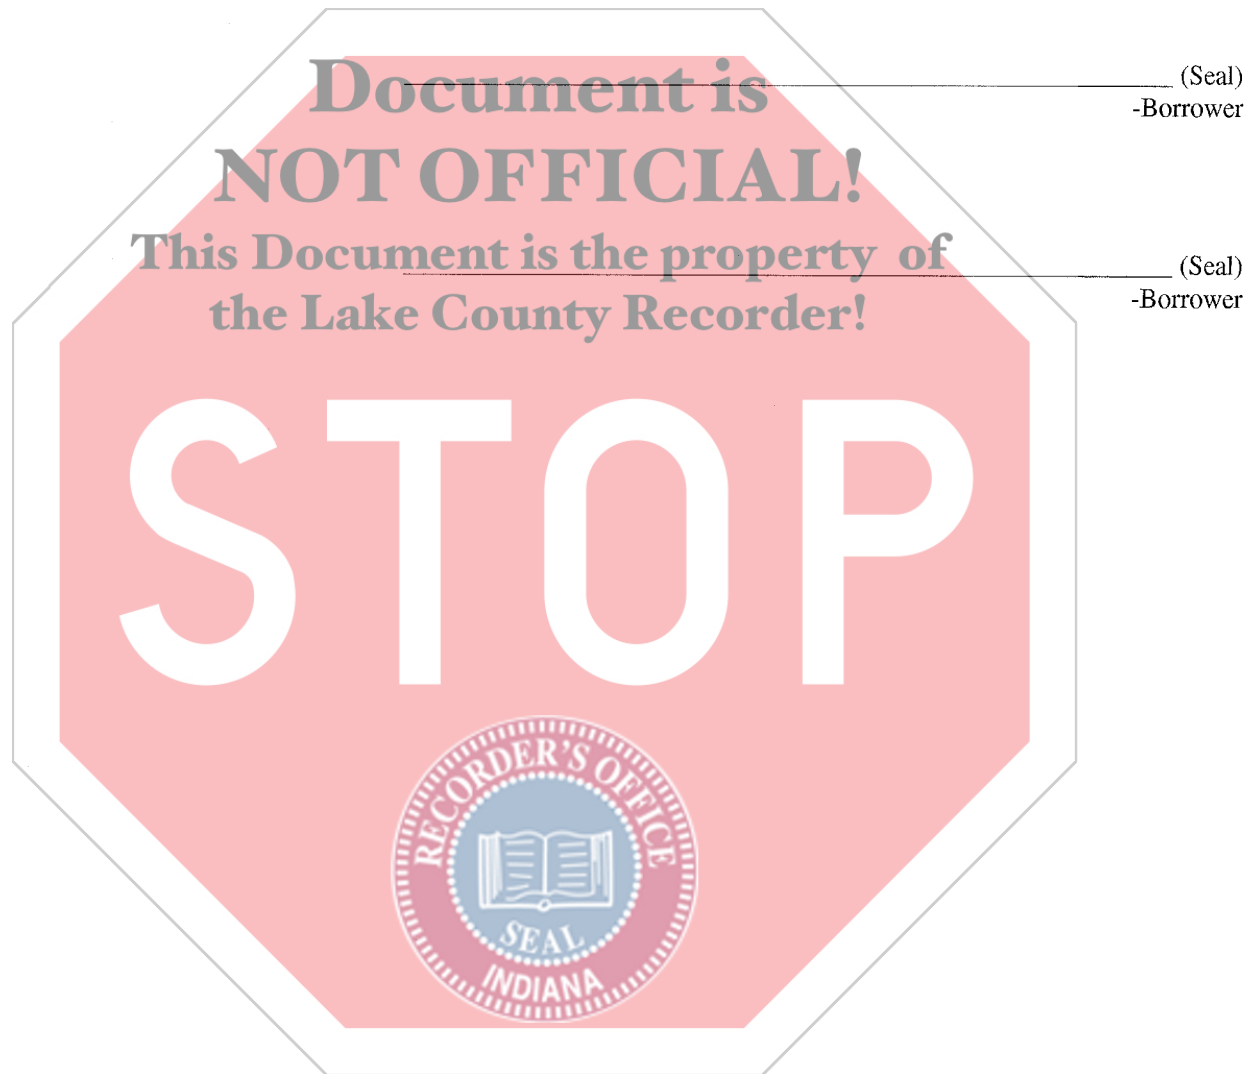 Document is
(Seal)
-Borrower
NOT OFFICIAL!
This Document is the property of
(Seal)
-Borrower
the Lake County Recorder!
STOP
RECORDER'S OFFICE
SEAL
INDIANA